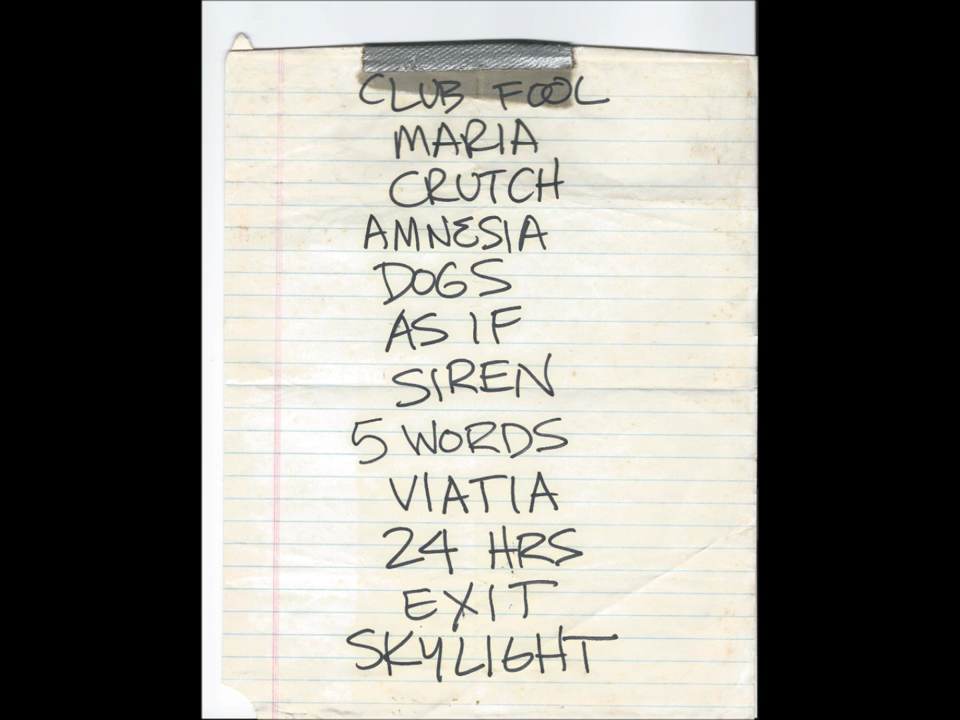 CLUB FOOL
MARIA
CRUTCH
AMNESIA
DOGS
AS IF
SIREN
5 WORDS
VIATIA
24 HRS
EXIT
SKYLIGHT